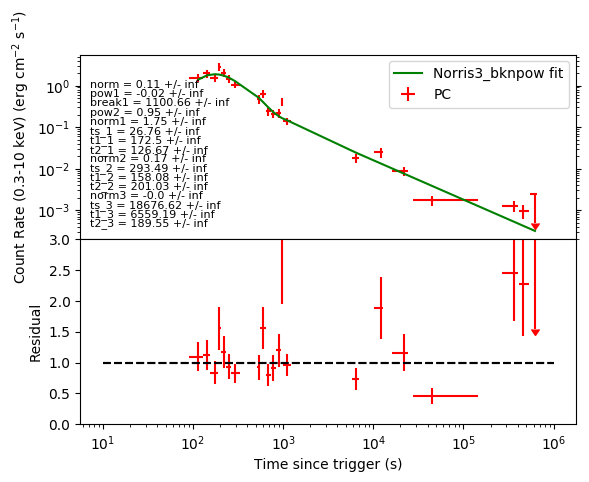 Count Rate (0.3-10 keV) (erg cm⁻² s⁻¹)
10⁰
10⁻¹
10⁻²
10⁻³
norm = 0.11 +/- inf
pow1 = -0.02 +/- inf
break1 = 1100.66 +/- inf
pow2 = 0.95 +/- inf
norm1 = 1.75 +/- inf
ts_1 = 26.76 +/- inf
t1_1 = 172.5 +/- inf
t2_1 = 126.67 +/- inf
norm2 = 0.17 +/- inf
ts_2 = 293.49 +/- inf
t1_2 = 158.08 +/- inf
t2_2 = 201.03 +/- inf
norm3 = -0.0 +/- inf
ts_3 = 18676.62 +/- inf
t1_3 = 6559.19 +/- inf
t2_3 = 189.55 +/- inf
Norris3_bknpow fit
PC
Residual
3.0
2.5
2.0
1.5
1.0
0.5
0.0
10¹ 10² 10³ 10⁴ 10⁵ 10⁶
Time since trigger (s)